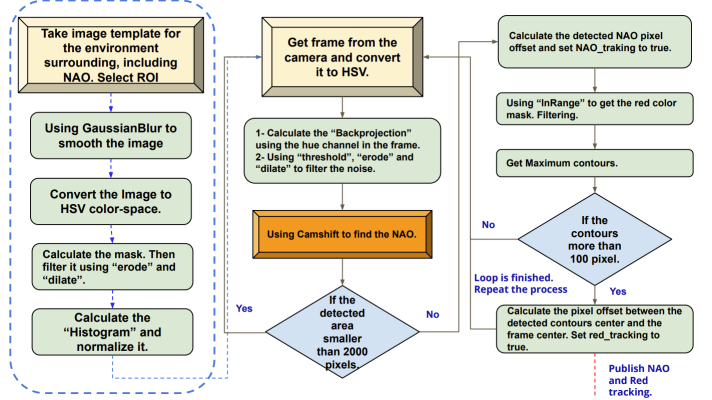 Take image template for
the environment
surrounding, including
NAO. Select ROI
Using GaussianBlur to
smooth the image
Convert the Image to
HSV color-space.
Calculate the mask. Then
filter it using “erode” and
“dilate”.
Calculate the
“Histogram” and
normalize it.
Get frame from the
camera and convert
it to HSV.
1- Calculate the “Backprojection”
using the hue channel in the frame.
2- Using “threshold”, “erode” and
“dilate” to filter the noise.
Using Camshift to find the NAO.
If the
detected
area
smaller
than 2000
pixels.
Yes
No
Calculate the detected NAO pixel
offset and set NAO_traking to true.
Using “InRange” to get the red color
mask. Filtering.
Get Maximum contours.
If the
contours
more than
100 pixel.
No
Yes
Loop is finished.
Repeat the process
Calculate the pixel offset between the
detected contours center and the
frame center. Set red_tracking to
true.
Publish NAO
and Red
tracking.